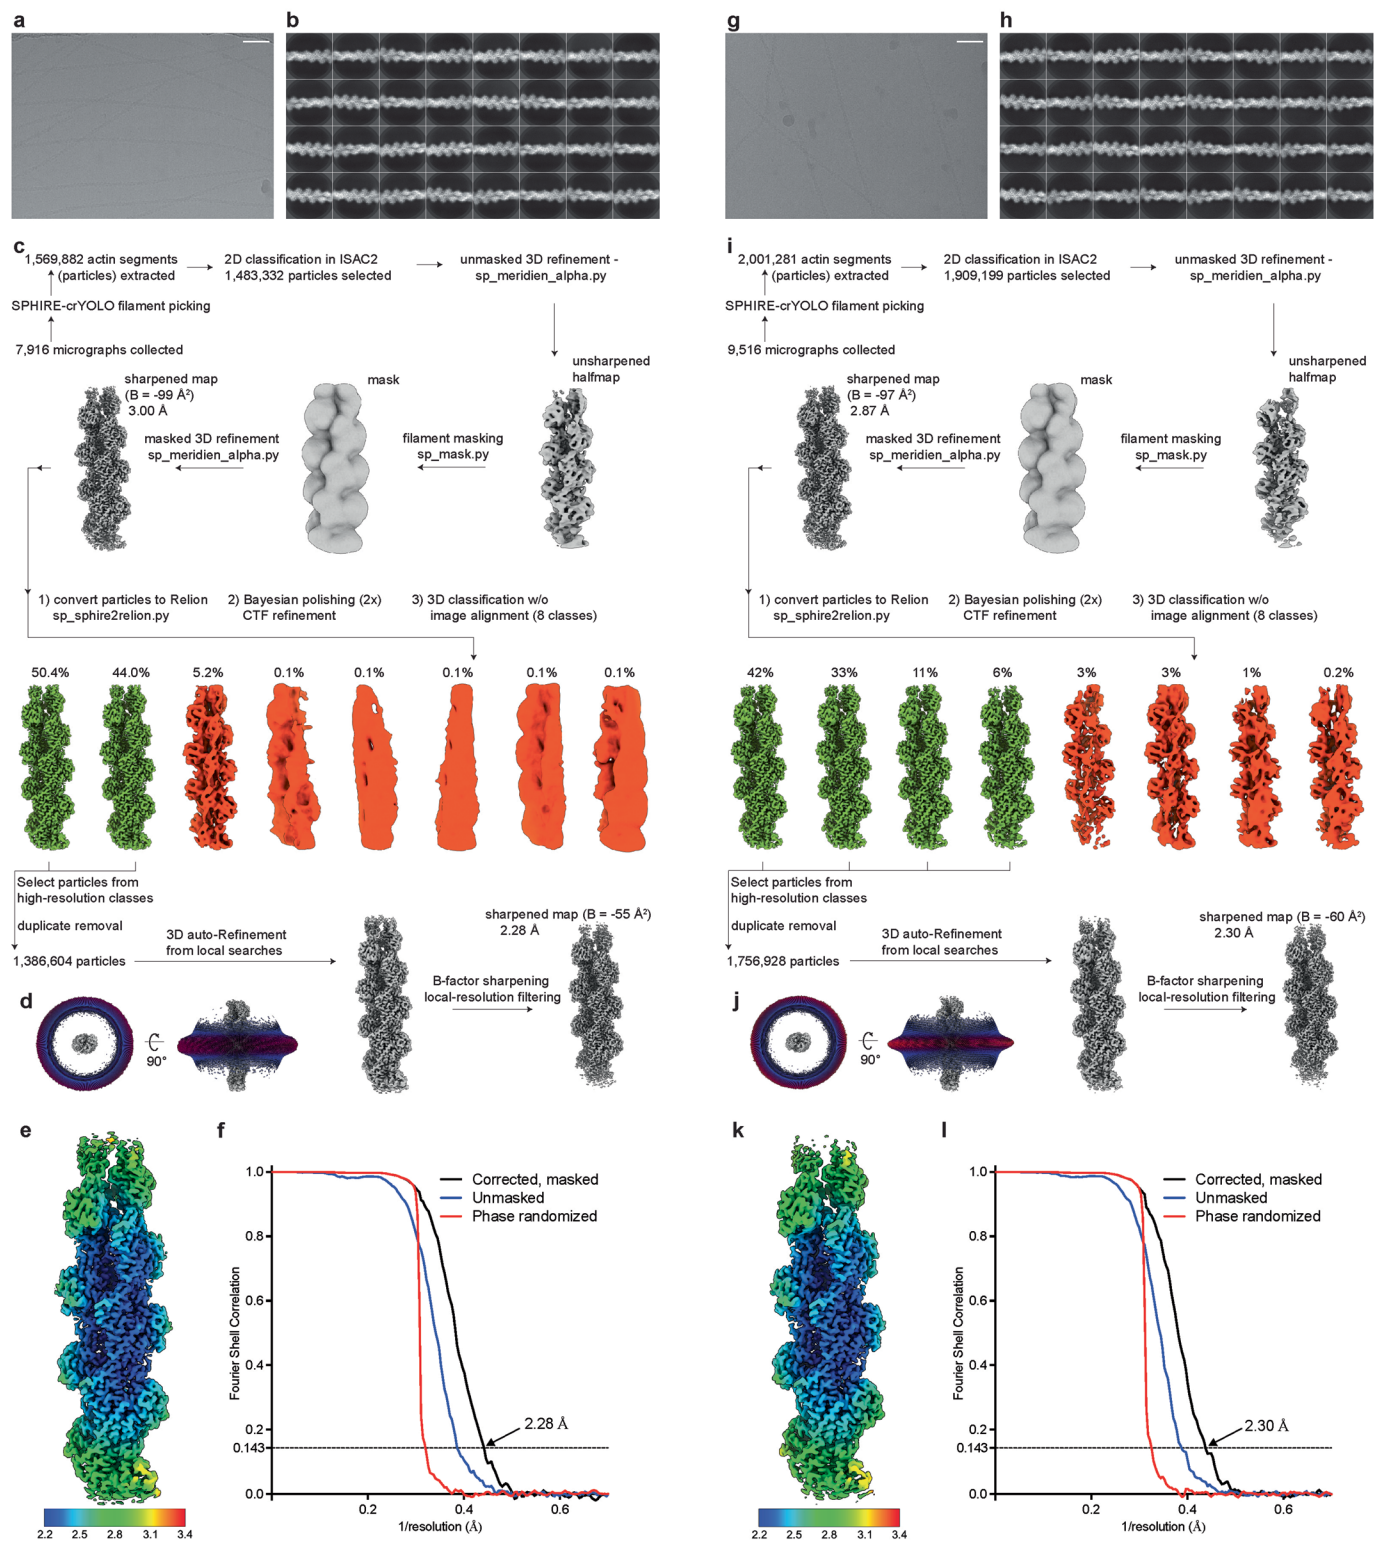 a
b
c
1,569,882 actin segments
(particles) extracted
2D classification in ISAC2
1,483,332 particles selected
unmasked 3D refinement -
sp_meridien_alpha.py
SPHIRE-crYOLO filament picking
7,916 micrographs collected
unsharpened
halfmap
sharpened map
(B = -99 Å²)
3.00 Å
mask
masked 3D refinement
sp_meridien_alpha.py
filament masking
sp_mask.py
1) convert particles to Relion
sp_sphire2relion.py
2) Bayesian polishing (2x)
CTF refinement
3) 3D classification w/o
image alignment (8 classes)
50.4%
44.0%
5.2%
0.1%
0.1%
0.1%
0.1%
0.1%
Select particles from
high-resolution classes
duplicate removal
1,386,604 particles
3D auto-Refinement
from local searches
sharpened map (B = -55 Å²)
2.28 Å
B-factor sharpening
local-resolution filtering
d
90°
e
2.2 2.5 2.8 3.1 3.4
f
Corrected, masked
Unmasked
Phase randomized
Fourier Shell Correlation
1.0
0.8
0.6
0.4
0.2
0.143
0.0
2.28 Å
0.2 0.4 0.6
1/resolution (Å)
g
h
i
2,001,281 actin segments
(particles) extracted
2D classification in ISAC2
1,909,199 particles selected
unmasked 3D refinement -
sp_meridien_alpha.py
SPHIRE-crYOLO filament picking
9,516 micrographs collected
unsharpened
halfmap
sharpened map
(B = -97 Å²)
2.87 Å
mask
masked 3D refinement
sp_meridien_alpha.py
filament masking
sp_mask.py
1) convert particles to Relion
sp_sphire2relion.py
2) Bayesian polishing (2x)
CTF refinement
3) 3D classification w/o
image alignment (8 classes)
42%
33%
11%
6%
3%
3%
1%
0.2%
Select particles from
high-resolution classes
duplicate removal
1,756,928 particles
3D auto-Refinement
from local searches
sharpened map (B = -60 Å²)
2.30 Å
B-factor sharpening
local-resolution filtering
j
90°
k
2.2 2.5 2.8 3.1 3.4
l
Corrected, masked
Unmasked
Phase randomized
Fourier Shell Correlation
1.0
0.8
0.6
0.4
0.2
0.143
0.0
2.30 Å
0.2 0.4 0.6
1/resolution (Å)